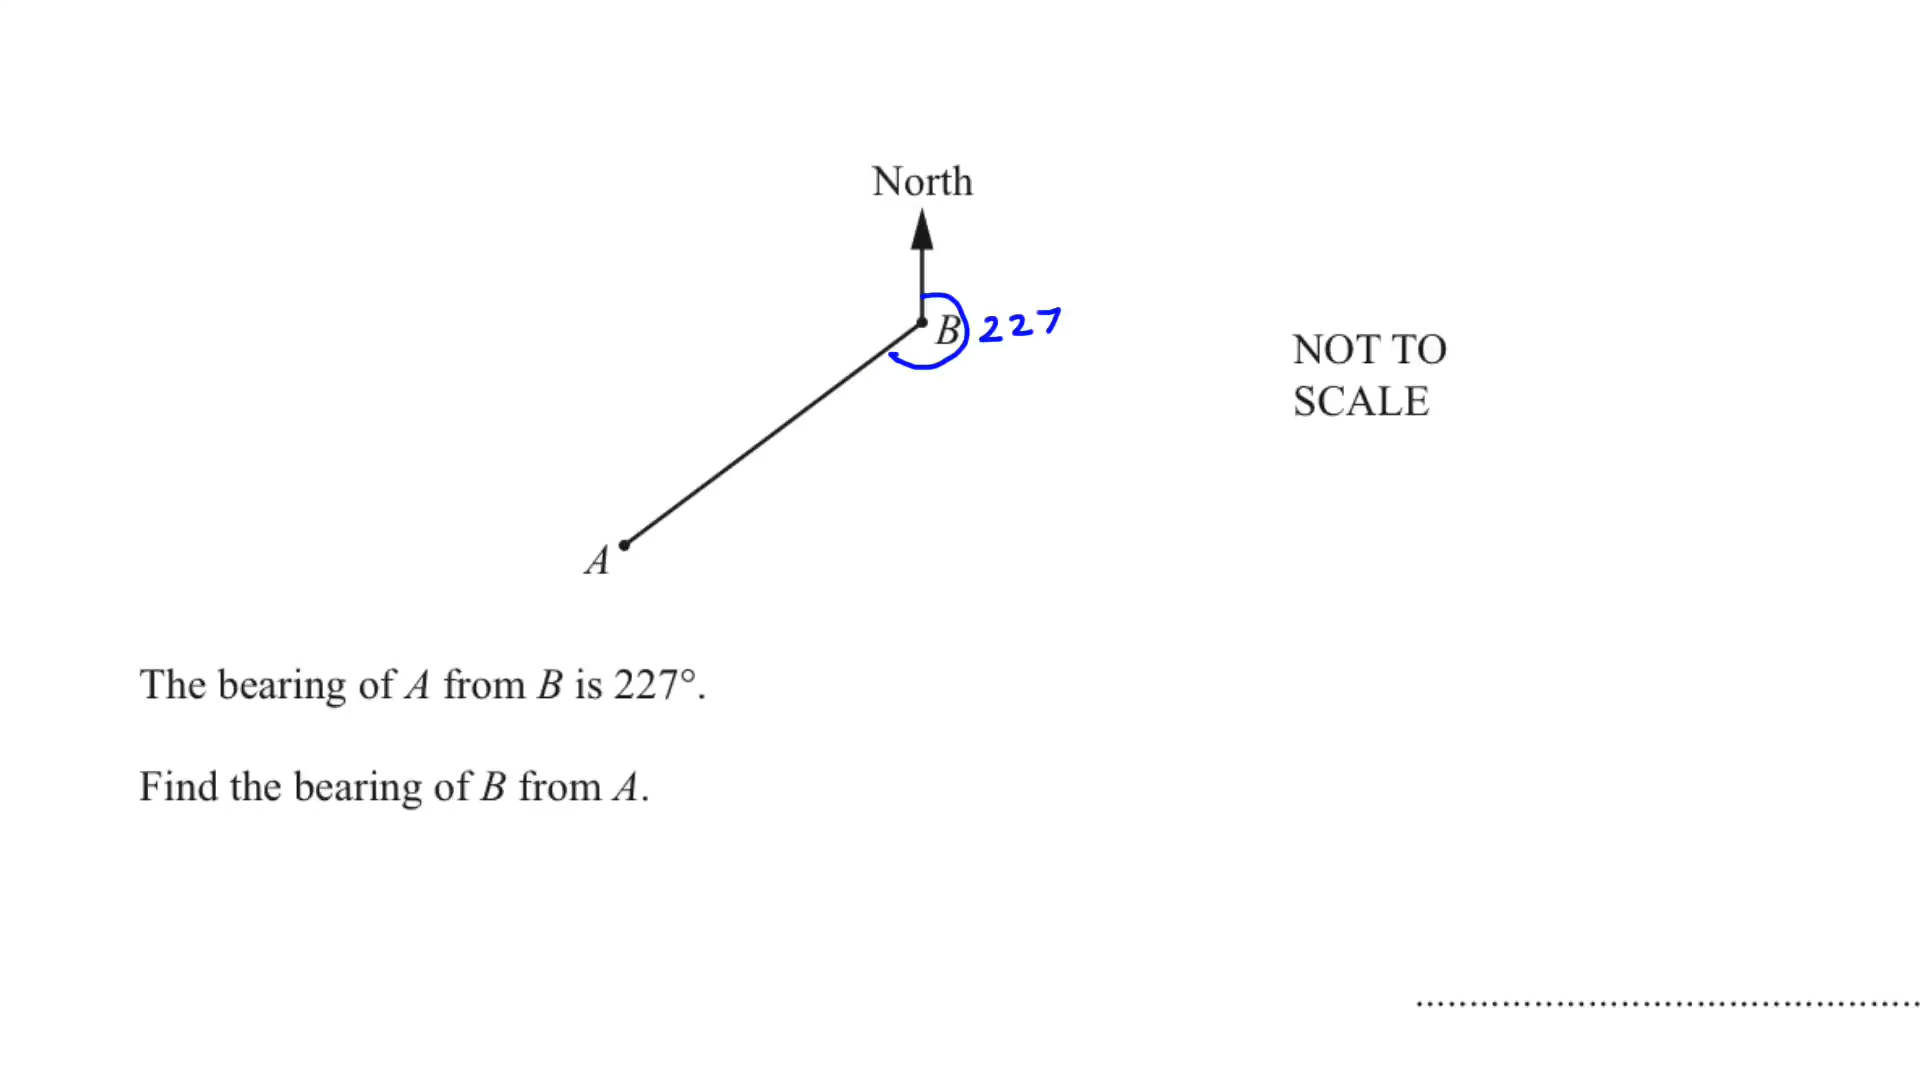 North
B
227
NOT TO
SCALE
A
The bearing of A from B is 227°.
Find the bearing of B from A.